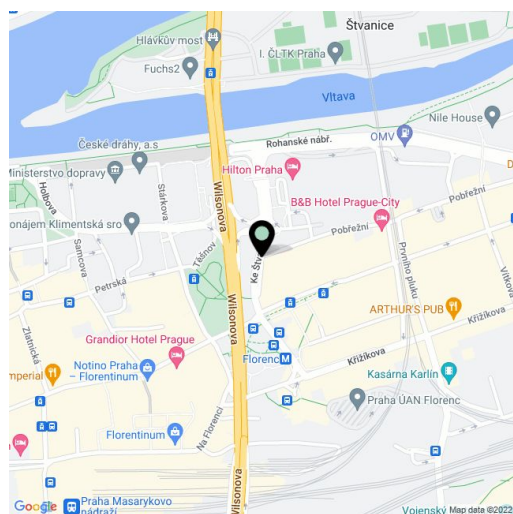 Štvanice
Hlávkův most
I. ČLTK Praha
Fuchs2
Vltava
Nile House
Rohanské nábř.
OMV
České dráhy, a.s
Hilton Praha
Ministerstvo dopravy
B&B Hotel Prague-City
Holbova
Stárkova
Wilsonova
Pobřežní
Pobřežní
onájem Klimentská sro
Těšnov
Ke Štv
Prvního pluku
Vítkova
Petrská
Wilsonova
ARTHUR'S PUB
Zlatnická
Křižíkova
Grandior Hotel Prague
Florenc
Křižíkova
Notino Praha
– Florentinum
mperial
Kasárna Karlín
Praha ÚAN Florenc
Florentinum
Na Florenci
Wilsonova
Google
Praha Masarykovo
nádraží
Vojenský
Map data ©2022